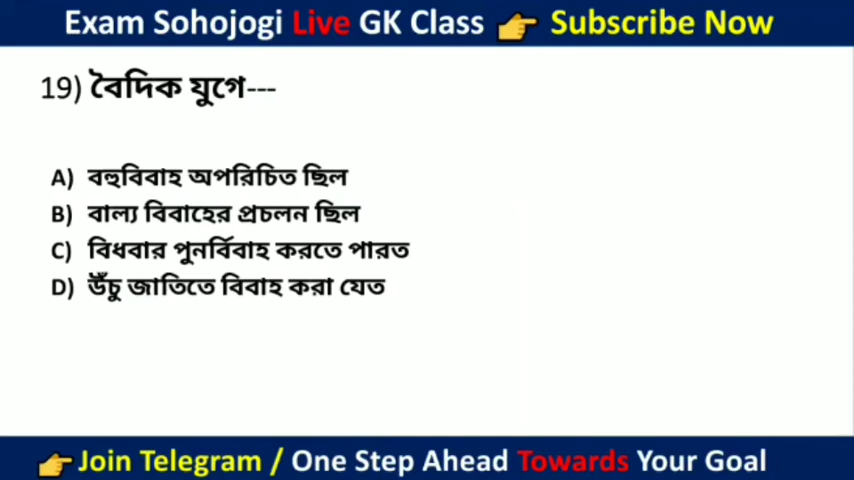 Exam Sohojogi Live GK Class 👉 Subscribe Now
19) বৈদিক যুগে---
A) বহুবিবাহ অপরিচিত ছিল
B) বাল্য বিবাহের প্রচলন ছিল
C) বিধবার পুনর্বিবাহ করতে পারত
D) উঁচু জাতিতে বিবাহ করা যেত
👉Join Telegram / One Step Ahead Towards Your Goal